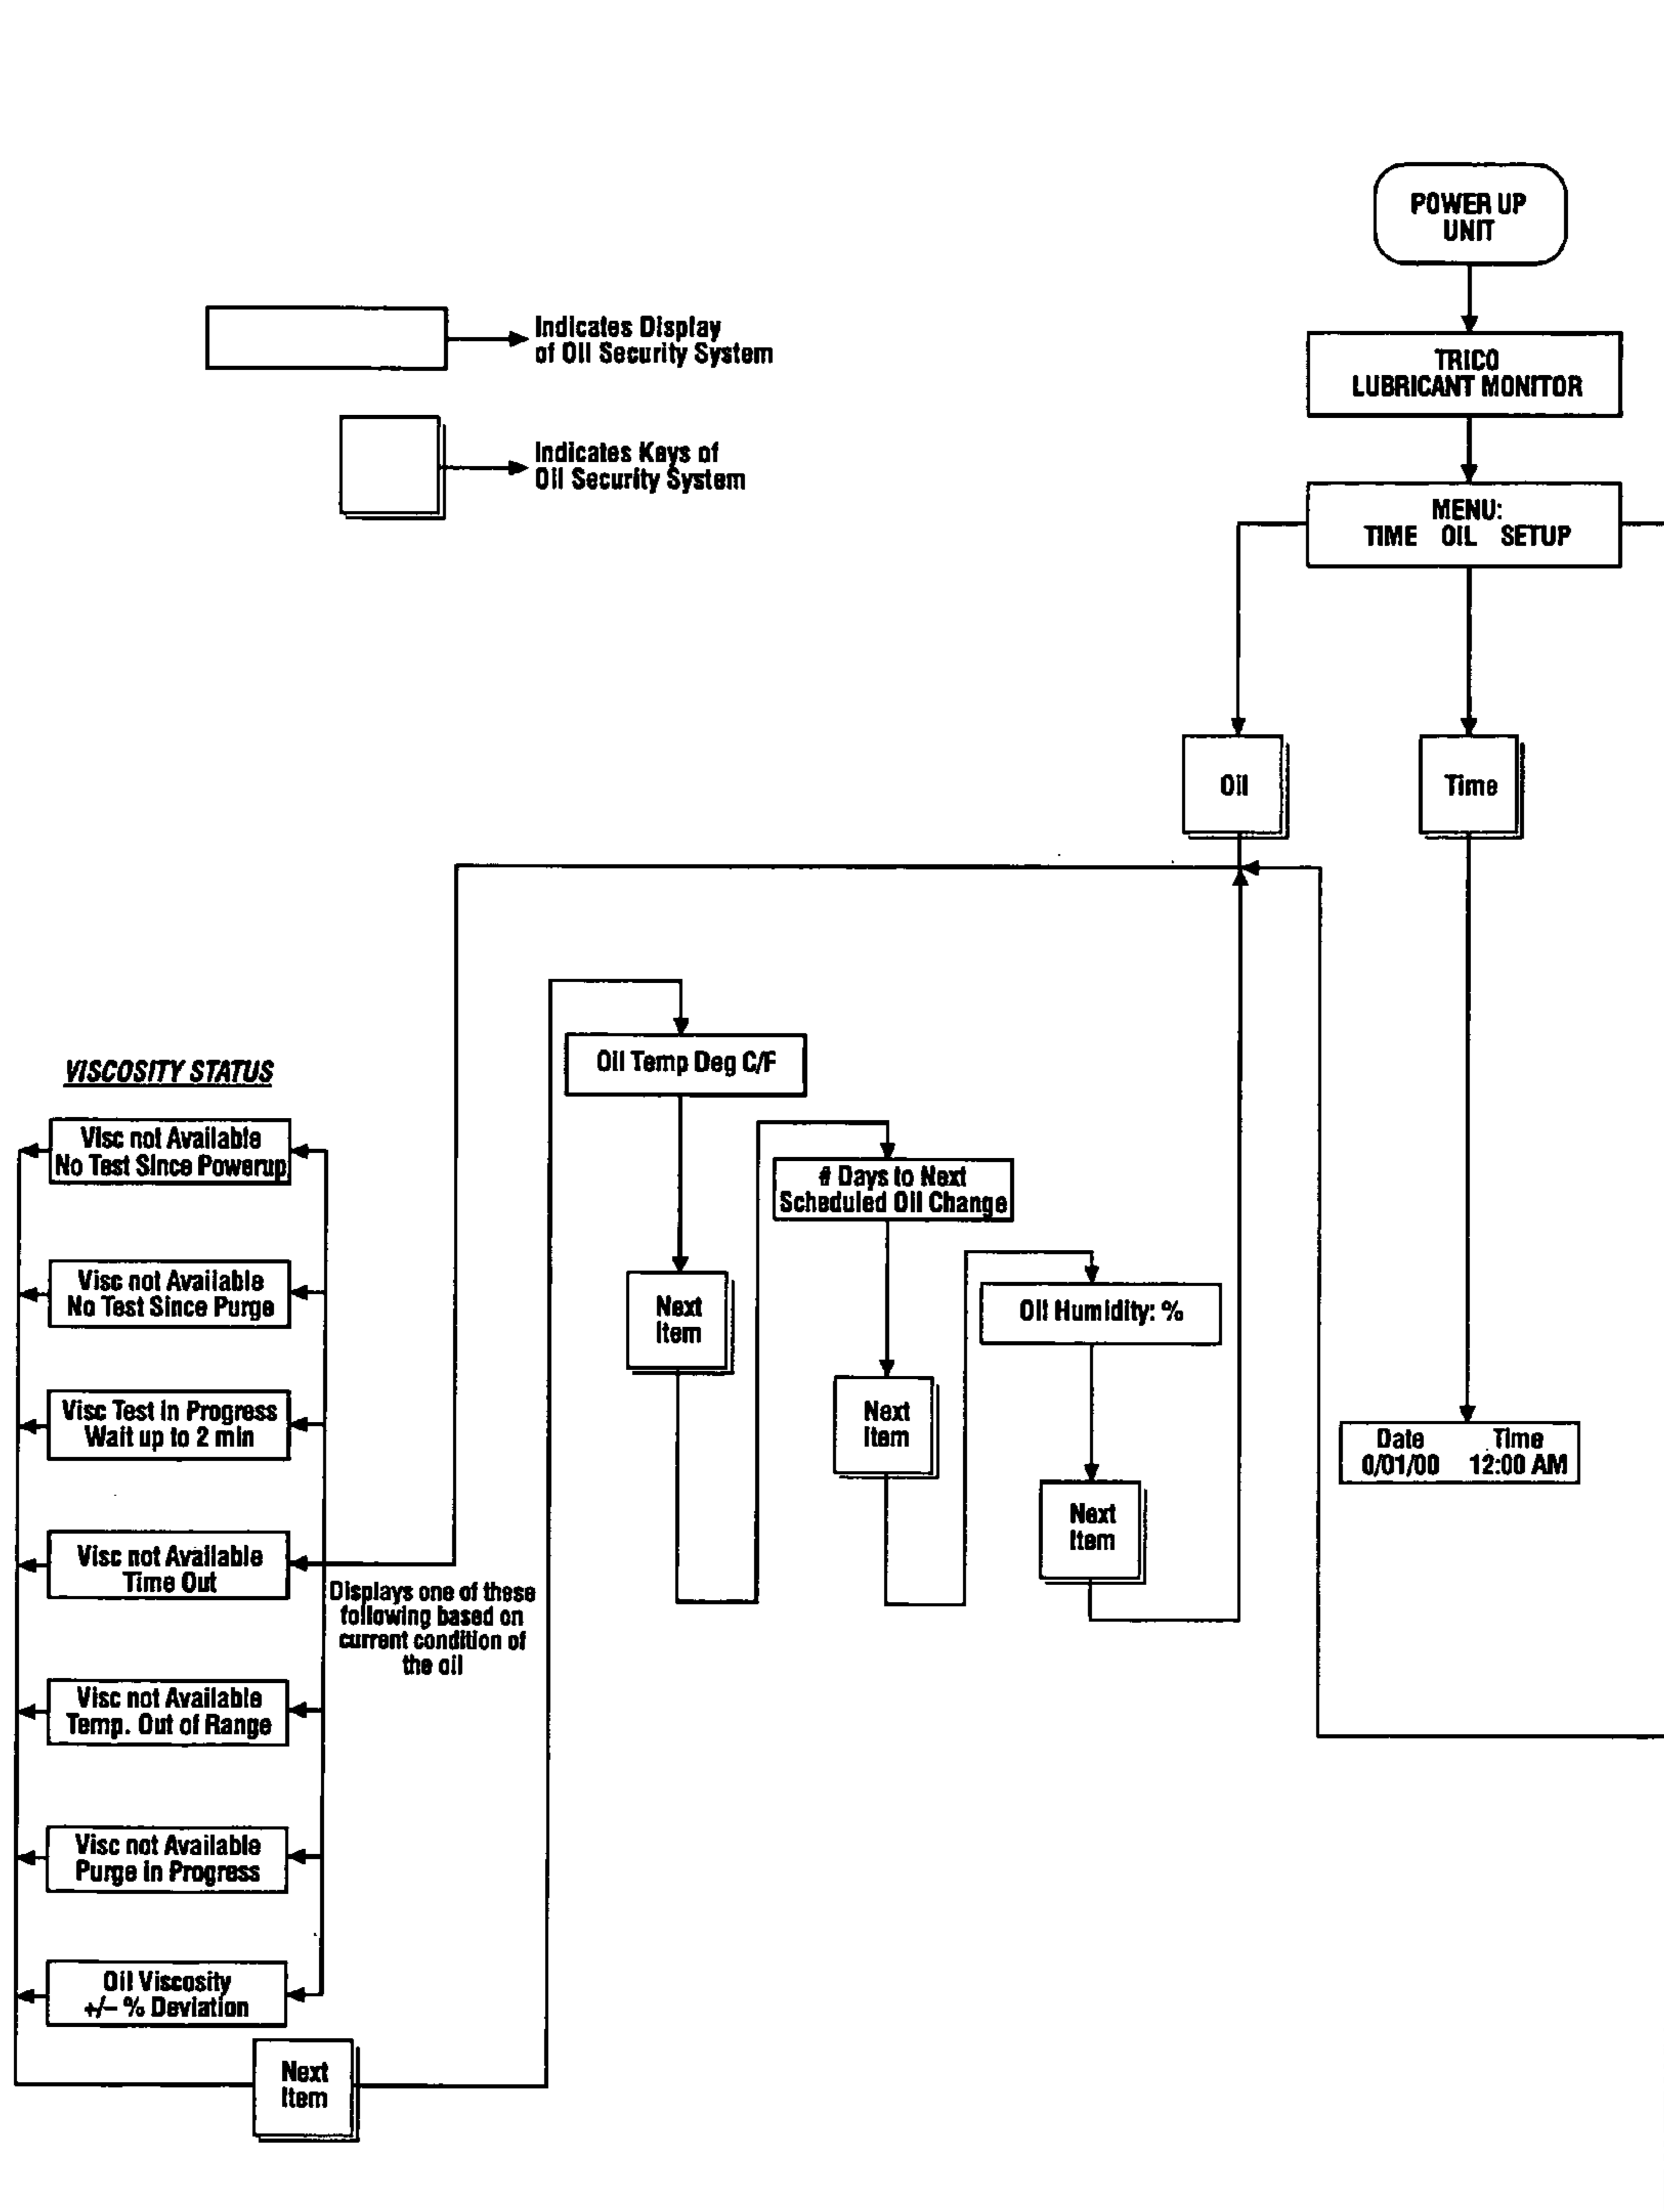 POWER UP
UNIT
Indicates Display
of Oil Security System
TRICO
LUBRICANT MONITOR
Indicates Keys of
Oil Security System
MENU:
TIME OIL SETUP
Oil
Time
Oil Temp Deg C/F
VISCOSITY STATUS
Visc not Available
No Test Since Powerup
# Days to Next
Scheduled Oil Change
Visc not Available
No Test Since Purge
Next
Item
Oil Humidity: %
Visc Test in Progress
Wait up to 2 min
Next
Item
Date Time
0/01/00 12:00 AM
Next
Item
Visc not Available
Time Out
Displays one of these
following based on
current condition of
the oil
Visc not Available
Temp. Out of Range
Visc not Available
Purge in Progress
Oil Viscosity
+/– % Deviation
Next
Item